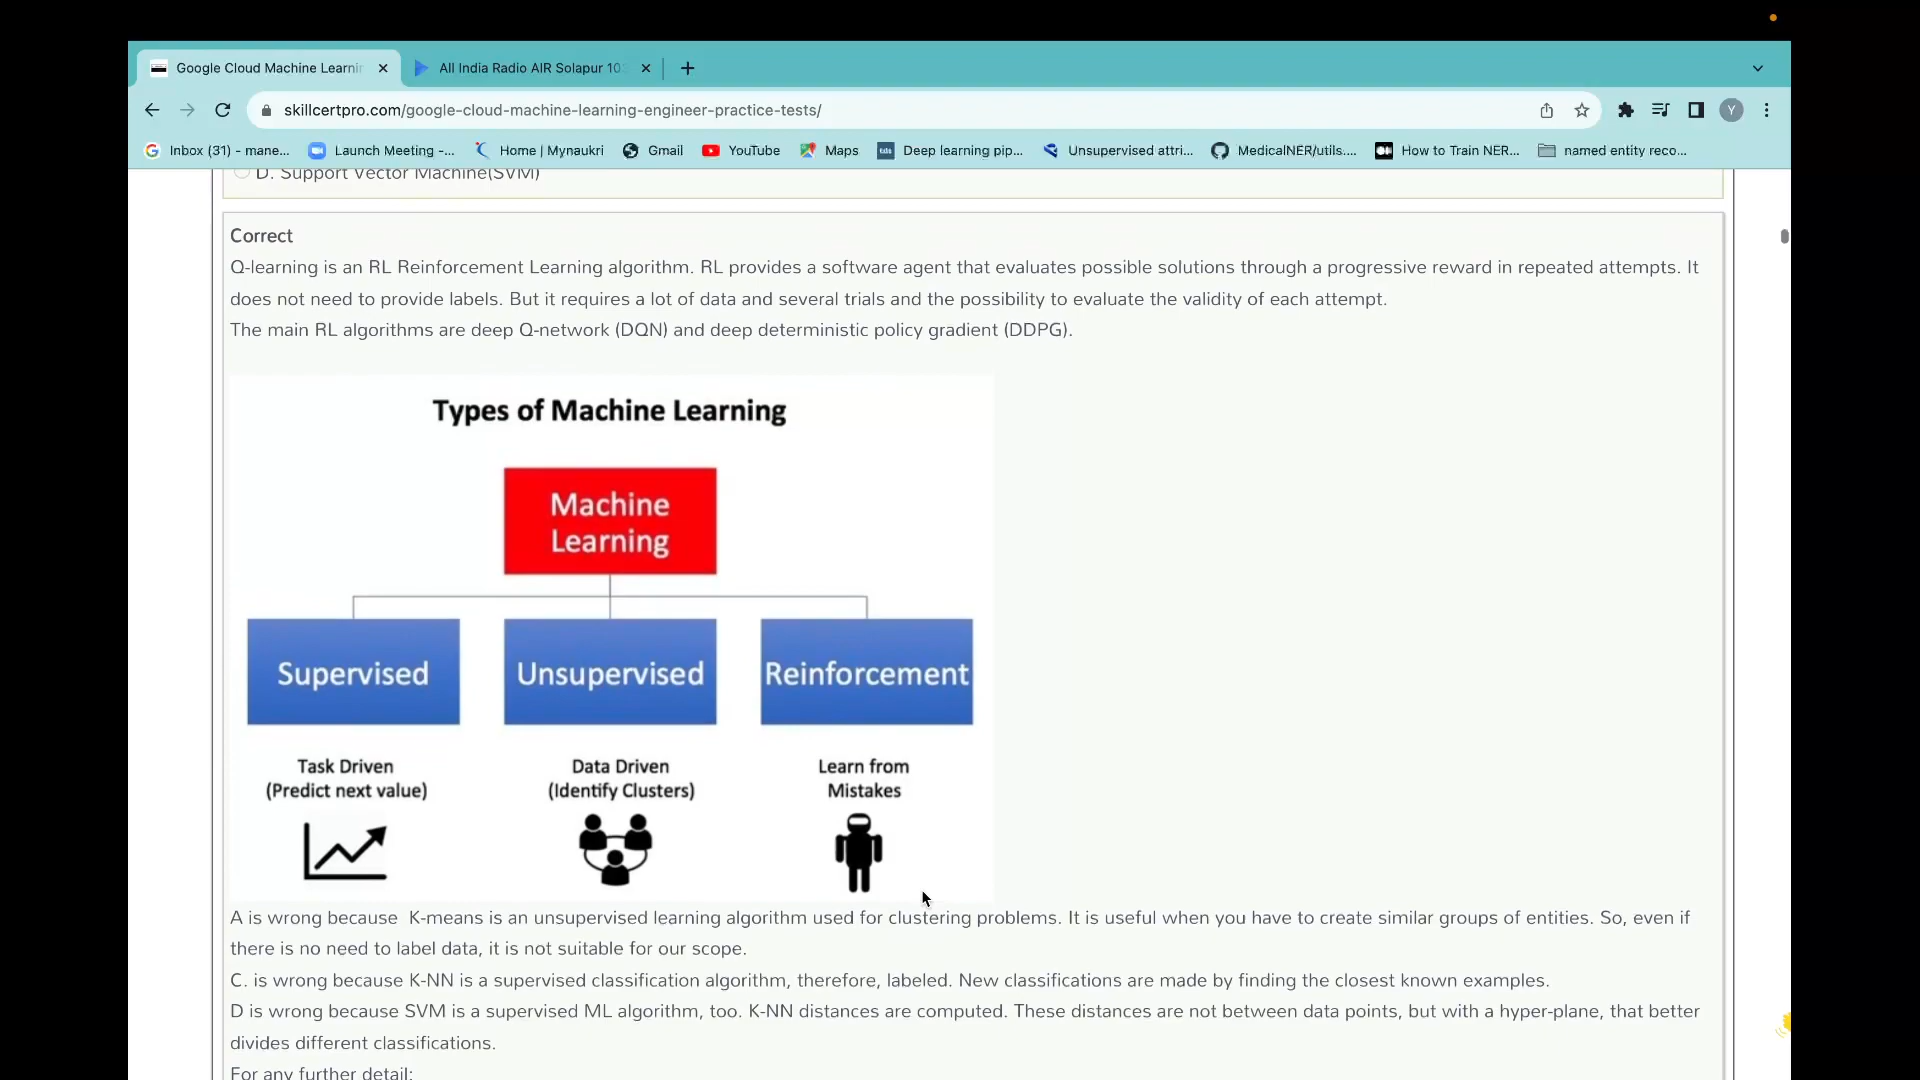 Google Cloud Machine Learnin
All India Radio AIR Solapur 10
skillcertpro.com/google-cloud-machine-learning-engineer-practice-tests/
Y
Inbox (31) - mane...
Launch Meeting -...
Home | Mynaukri
Gmail
YouTube
Maps
Deep learning pip...
Unsupervised attri...
MedicalNER/utils....
How to Train NER...
named entity reco...
D. Support Vector Machine(SVM)
Correct
Q-learning is an RL Reinforcement Learning algorithm. RL provides a software agent that evaluates possible solutions through a progressive reward in repeated attempts. It
does not need to provide labels. But it requires a lot of data and several trials and the possibility to evaluate the validity of each attempt.
The main RL algorithms are deep Q-network (DQN) and deep deterministic policy gradient (DDPG).
Types of Machine Learning
Machine
Learning
Supervised
Unsupervised
Reinforcement
Task Driven
(Predict next value)
Data Driven
(Identify Clusters)
Learn from
Mistakes
A is wrong because K-means is an unsupervised learning algorithm used for clustering problems. It is useful when you have to create similar groups of entities. So, even if
there is no need to label data, it is not suitable for our scope.
C. is wrong because K-NN is a supervised classification algorithm, therefore, labeled. New classifications are made by finding the closest known examples.
D is wrong because SVM is a supervised ML algorithm, too. K-NN distances are computed. These distances are not between data points, but with a hyper-plane, that better
divides different classifications.
For any further detail: